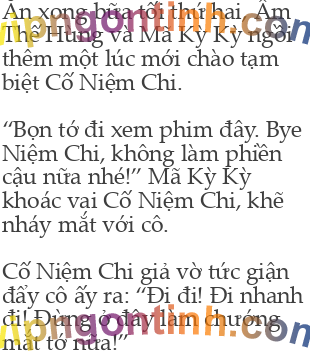 Ăn xong bữa tối thứ hai, Âm
Thế Hùng và Mã Kỳ Kỳ ngồi
thêm một lúc mới chào tạm
biệt Cố Niệm Chi.
“Bọn tớ đi xem phim đây. Bye
Niệm Chi, không làm phiền
cậu nữa nhé!” Mã Kỳ Kỳ
khoác vai Cố Niệm Chi, khẽ
nháy mắt với cô.
Cố Niệm Chi giả vờ tức giận
đẩy cô ấy ra: “Đi đi! Đi nhanh
đi! Đừng ở đây làm chướng
mắt tớ nữa!”
vipngontinh.com
vipngontinh.com